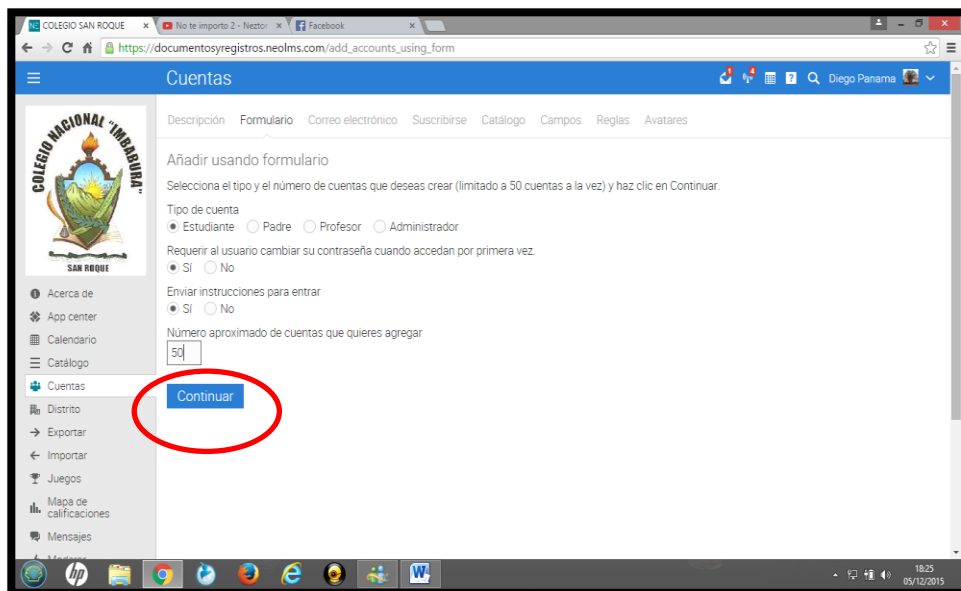 COLEGIO SAN ROQUE
No te importo 2 - Neztor
Facebook
https://documentosyregistros.neolms.com/add_accounts_using_form
Cuentas
1
4
Diego Panama
COLEGIO NACIONAL "IMBABURA"
SAN ROQUE
Descripción Formulario Correo electrónico Suscribirse Catálogo Campos Reglas Avatares
Añadir usando formulario
Selecciona el tipo y el número de cuentas que deseas crear (limitado a 50 cuentas a la vez) y haz clic en Continuar.
Tipo de cuenta
Estudiante Padre Profesor Administrador
Requerir al usuario cambiar su contraseña cuando accedan por primera vez.
Sí No
Enviar instrucciones para entrar
Sí No
Número aproximado de cuentas que quieres agregar
50
Continuar
Acerca de
App center
Calendario
Catálogo
Cuentas
Distrito
Exportar
Importar
Juegos
Mapa de
calificaciones
Mensajes
hp
18:25
05/12/2015